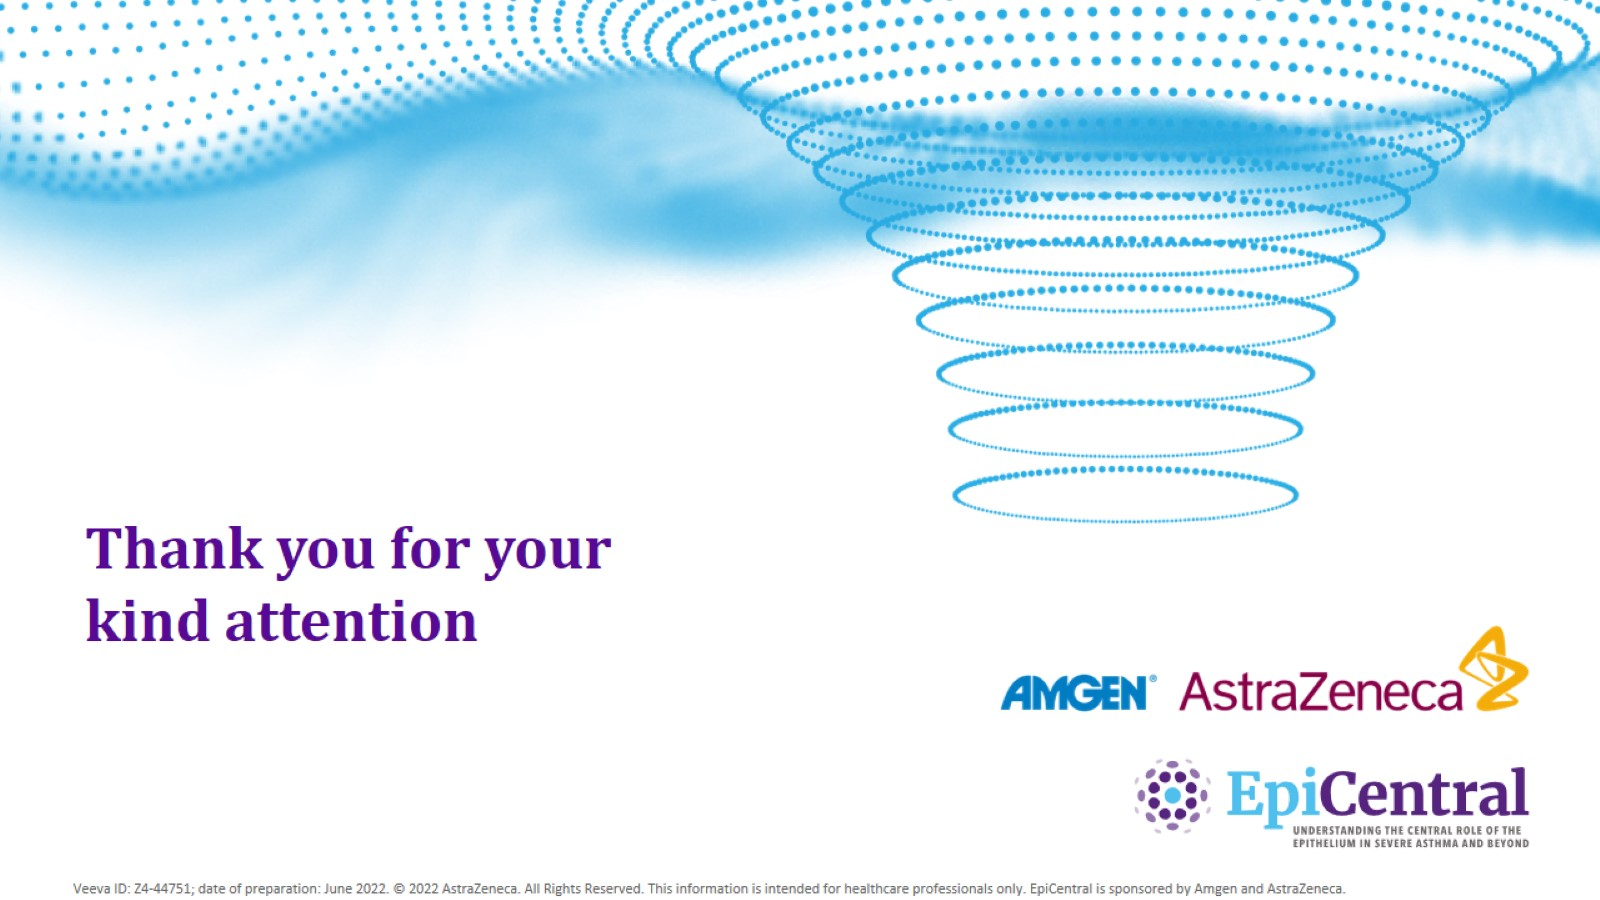 Thank you for your
kind attention
AMGEN® AstraZeneca
EpiCentral
UNDERSTANDING THE CENTRAL ROLE OF THE
EPITHELIUM IN SEVERE ASTHMA AND BEYOND
Veeva ID: Z4-44751; date of preparation: June 2022. © 2022 AstraZeneca. All Rights Reserved. This information is intended for healthcare professionals only. EpiCentral is sponsored by Amgen and AstraZeneca.